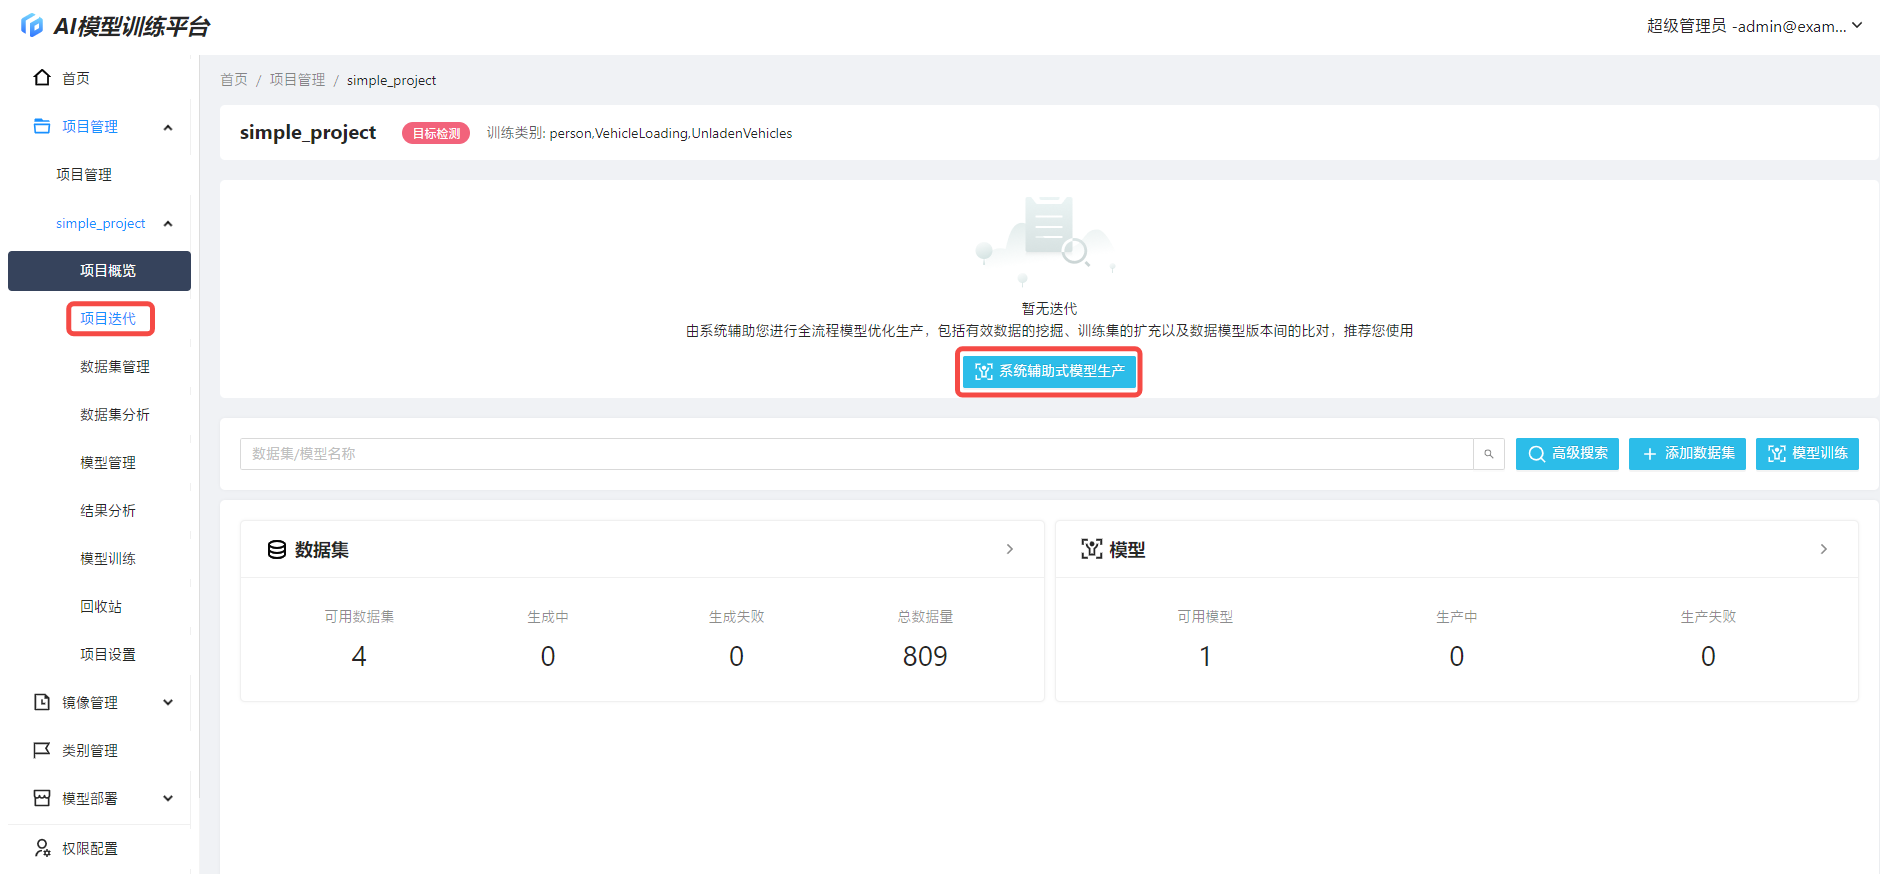 AI模型训练平台
超级管理员 -admin@exam...
首页
项目管理
项目管理
simple_project
项目概览
项目迭代
数据集管理
数据集分析
模型管理
结果分析
模型训练
回收站
项目设置
镜像管理
类别管理
模型部署
权限配置
首页 / 项目管理 / simple_project
simple_project 目标检测 训练类别: person,VehicleLoading,UnladenVehicles
暂无迭代
由系统辅助您进行全流程模型优化生产，包括有效数据的挖掘、训练集的扩充以及数据模型版本间的比对，推荐您使用
系统辅助式模型生产
数据集/模型名称 高级搜索 添加数据集 模型训练
数据集
可用数据集 生成中 生成失败 总数据量
4 0 0 809
模型
可用模型 生产中 生产失败
1 0 0